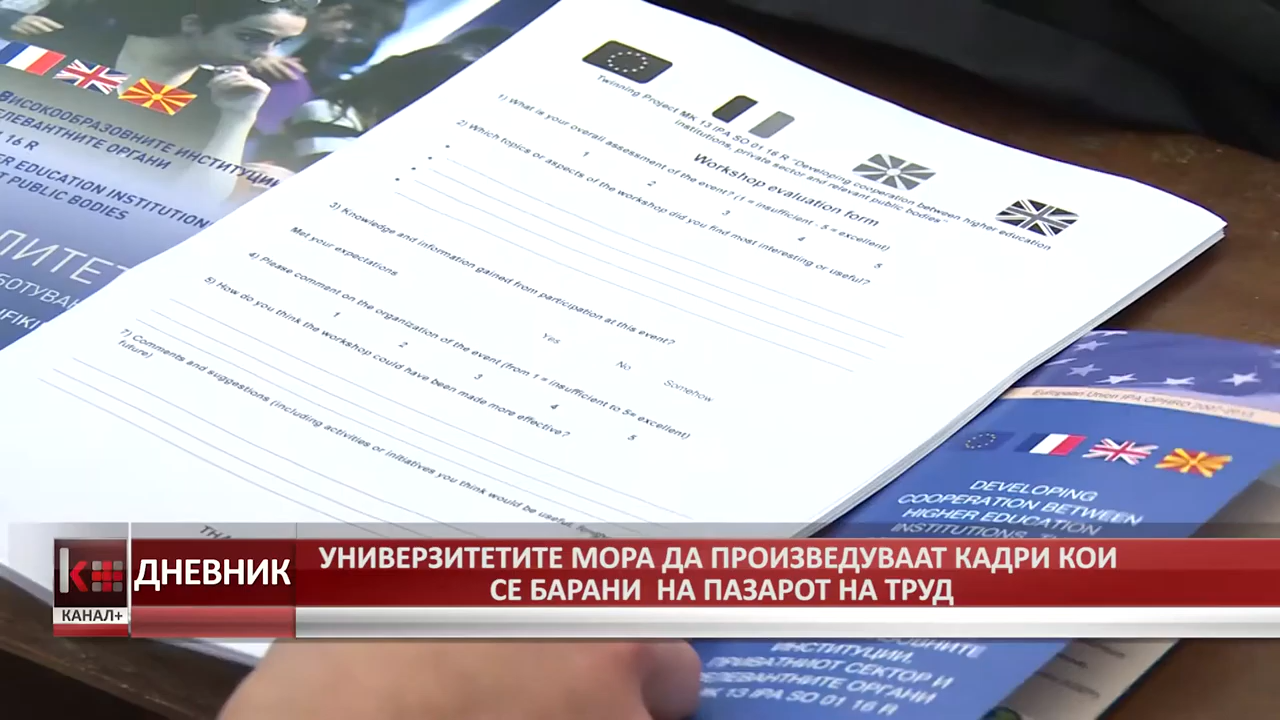 ВИСОКООБРАЗОВНИТЕ ИНСТИТУЦИИ
ЕЛЕВАНТНИТЕ ОРГАНИ
1 16 R
ER EDUCATION INSTITUTION
T PUBLIC BODIES
Twinning Project MK 13 IPA SO 01 16 R "Developing cooperation between higher education
institutions, private sector and relevant public bodies"
Workshop evaluation form
1) What is your overall assessment of the event? (1 = insufficient - 5 = excellent)
1 2 3 4 5
2) Which topics or aspects of the workshop did you find most interesting or useful?
3) Knowledge and information gained from participation at this event?
Met your expectations Yes No Somehow
4) Please comment on the organization of the event (from 1 = insufficient to 5= excellent)
1 2 3 4 5
5) How do you think the workshop could have been made more effective?
7) Comments and suggestions (including activities or initiatives you think would be useful, for
future)
European Union IPA OPHRD 2007-2013
DEVELOPING
COOPERATION BETWEEN
HIGHER EDUCATION
INSTITUTIONS,
ДНЕВНИК
КАНАЛ+
УНИВЕРЗИТЕТИТЕ МОРА ДА ПРОИЗВЕДУВААТ КАДРИ КОИ
СЕ БАРАНИ НА ПАЗАРОТ НА ТРУД
ИНСТИТУЦИИ,
ПРИВАТНИОТ СЕКТОР И
РЕЛЕВАНТНИТЕ ОРГАНИ
MK 13 IPA SO 01 16 R